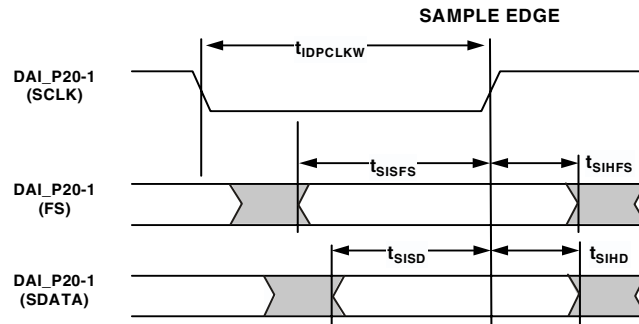 SAMPLE EDGE
tIDPCLKW
DAI_P20-1
(SCLK)
tSISFS
tSIHFS
DAI_P20-1
(FS)
tSISD
tSIHD
DAI_P20-1
(SDATA)